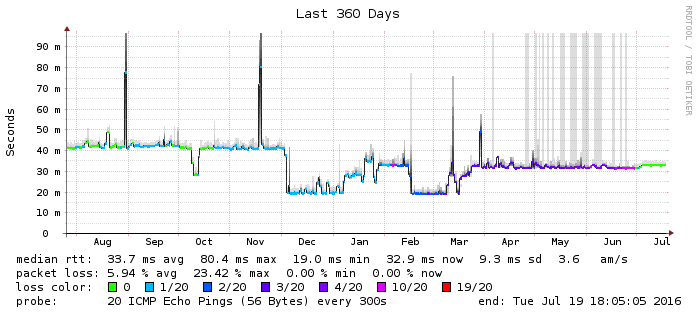 Last 360 Days
RRDTOOL / TOBI OETIKER
Seconds
90 m
80 m
70 m
60 m
50 m
40 m
30 m
20 m
10 m
0
Aug Sep Oct Nov Dec Jan Feb Mar Apr May Jun Jul
median rtt: 33.7 ms avg 80.4 ms max 19.0 ms min 32.9 ms now 9.3 ms sd 3.6 am/s
packet loss: 5.94 % avg 23.42 % max 0.00 % min 0.00 % now
loss color: 0 1/20 2/20 3/20 4/20 10/20 19/20
probe: 20 ICMP Echo Pings (56 Bytes) every 300s end: Tue Jul 19 18:05:05 2016